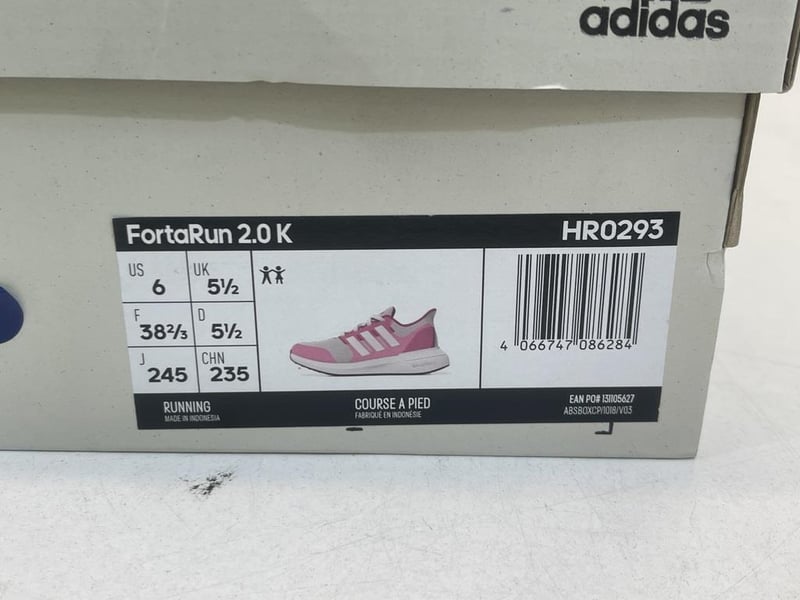 adidas
FortaRun 2.0 K
HR0293
US 6
UK 5½
F 38⅔
D 5½
J 245
CHN 235
4 066747 086284
RUNNING
MADE IN INDONESIA
COURSE A PIED
FABRIQUÉ EN INDONÉSIE
EAN PO# 131105627
ABSBOXCP/1018/V03